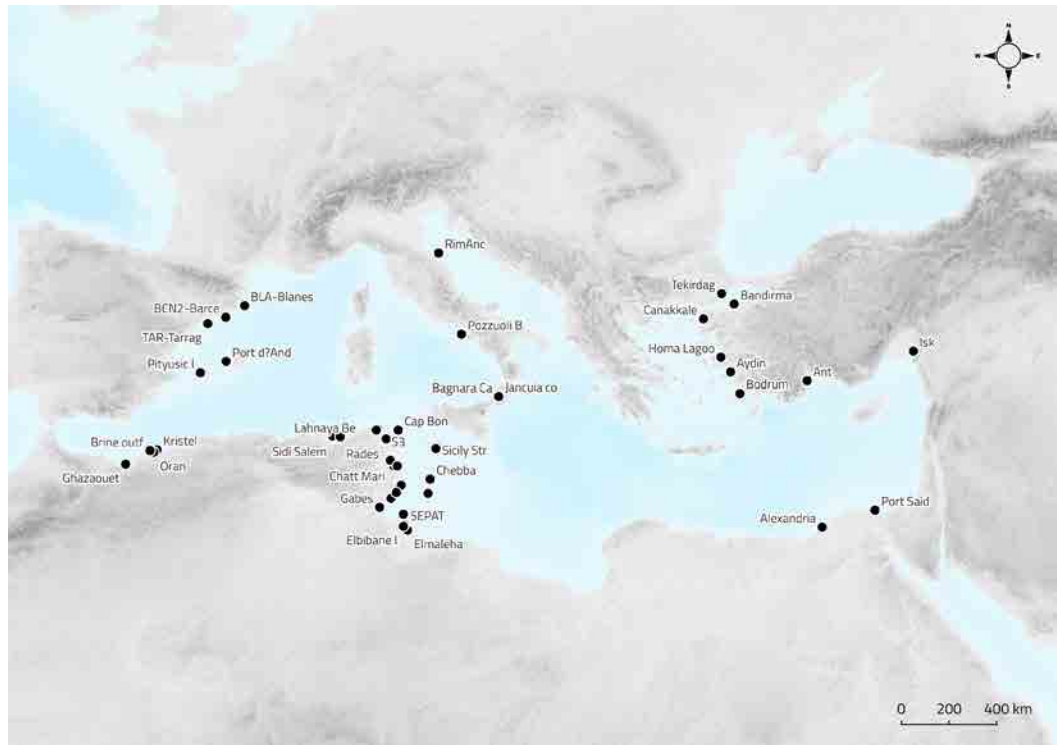 N
W E
S
RimAnc
Tekirdag
Bandirma
BLA-Blanes
BCN2-Barce
Canakkale
TAR-Tarrag
Pozzuoli B
Port d?And
Pityusic I
Homa Lagoo
Isk
Aydin
Ant
Bagnara Ca
Jancuia co
Bodrum
Lahnaya Be
Cap Bon
Brine outf
Kristel
S3
Sidi Salem
Rades
Sicily Str.
Oran
Ghazaouet
Chatt Mari
Chebba
Gabes
Port Said
SEPAT
Alexandria
Elbibane l
Elmaleha
0 200 400 km